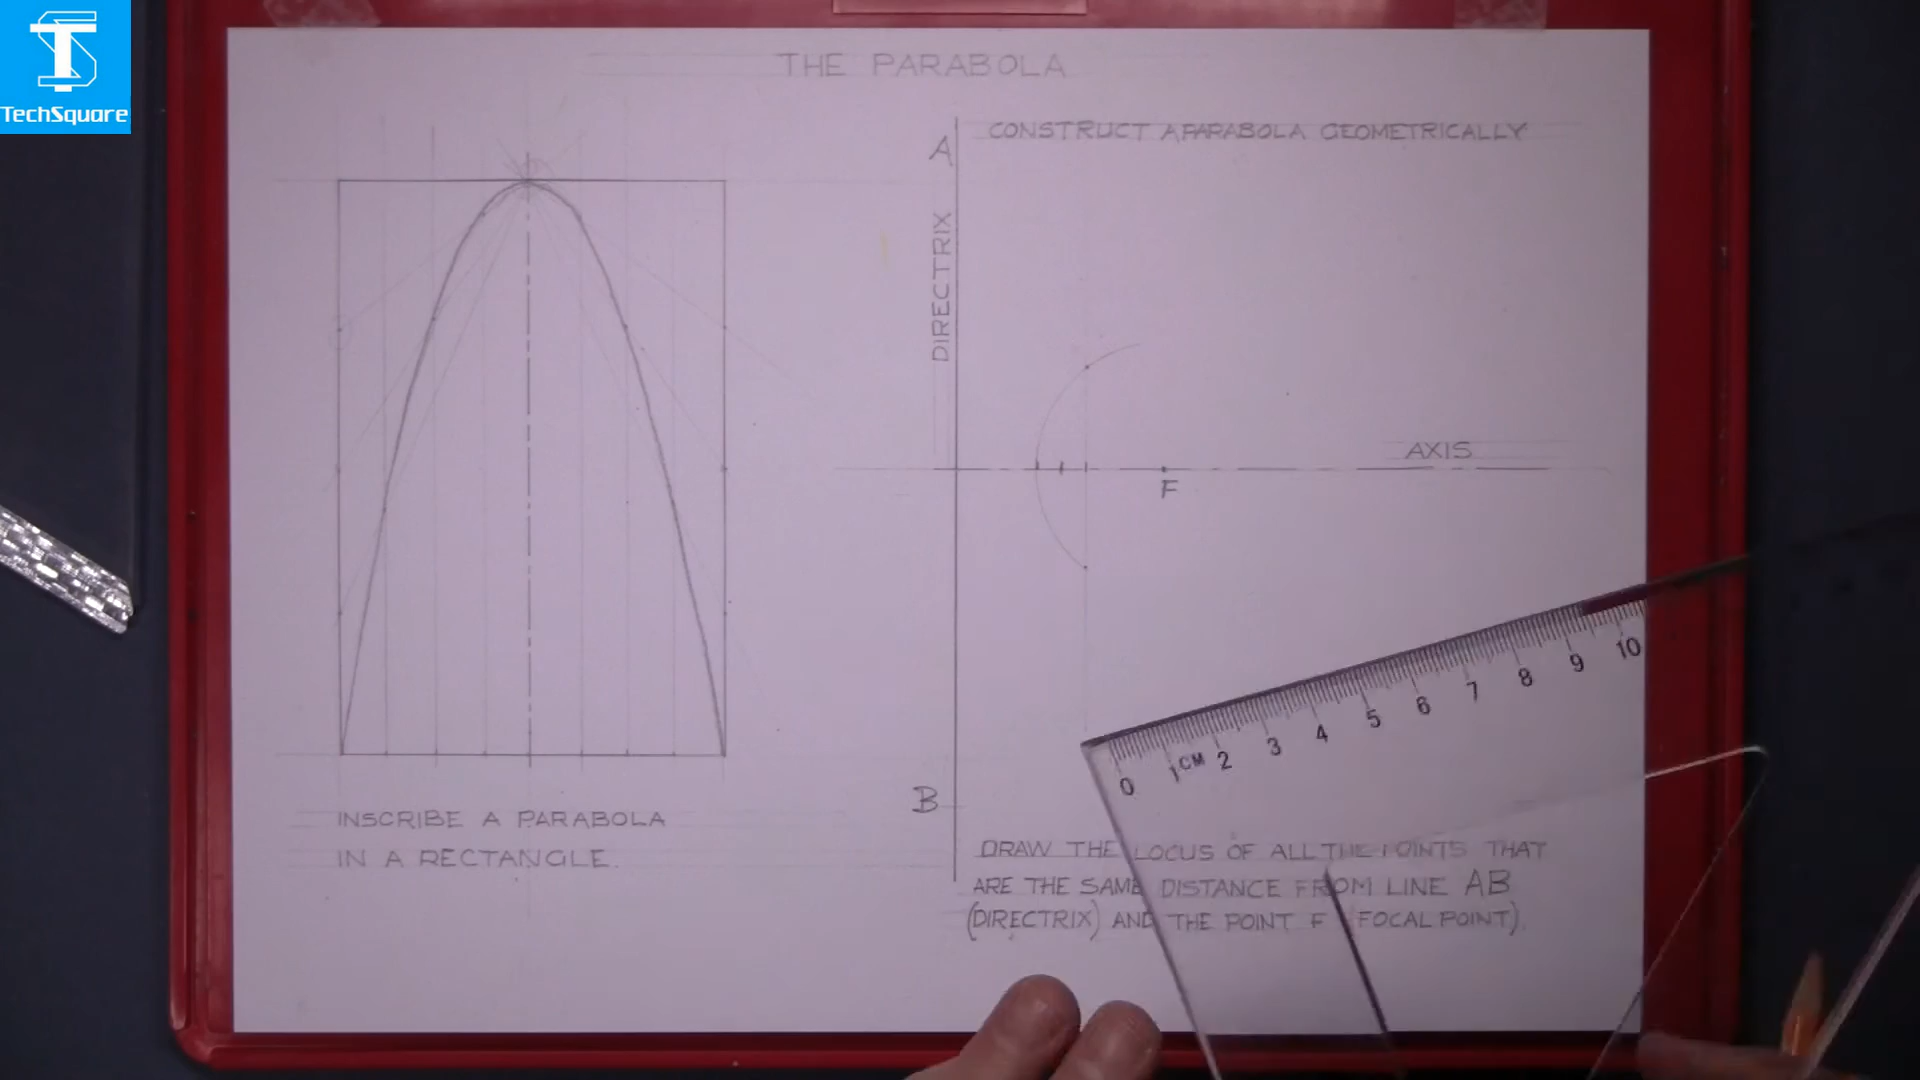 TechSquare
THE PARABOLA
CONSTRUCT A PARABOLA GEOMETRICALLY
A
DIRECTRIX
AXIS
F
B
INSCRIBE A PARABOLA
IN A RECTANGLE.
DRAW THE LOCUS OF ALL THE POINTS THAT
ARE THE SAME DISTANCE FROM LINE AB
(DIRECTRIX) AND THE POINT F (FOCAL POINT).
0 1 CM 2 3 4 5 6 7 8 9 10